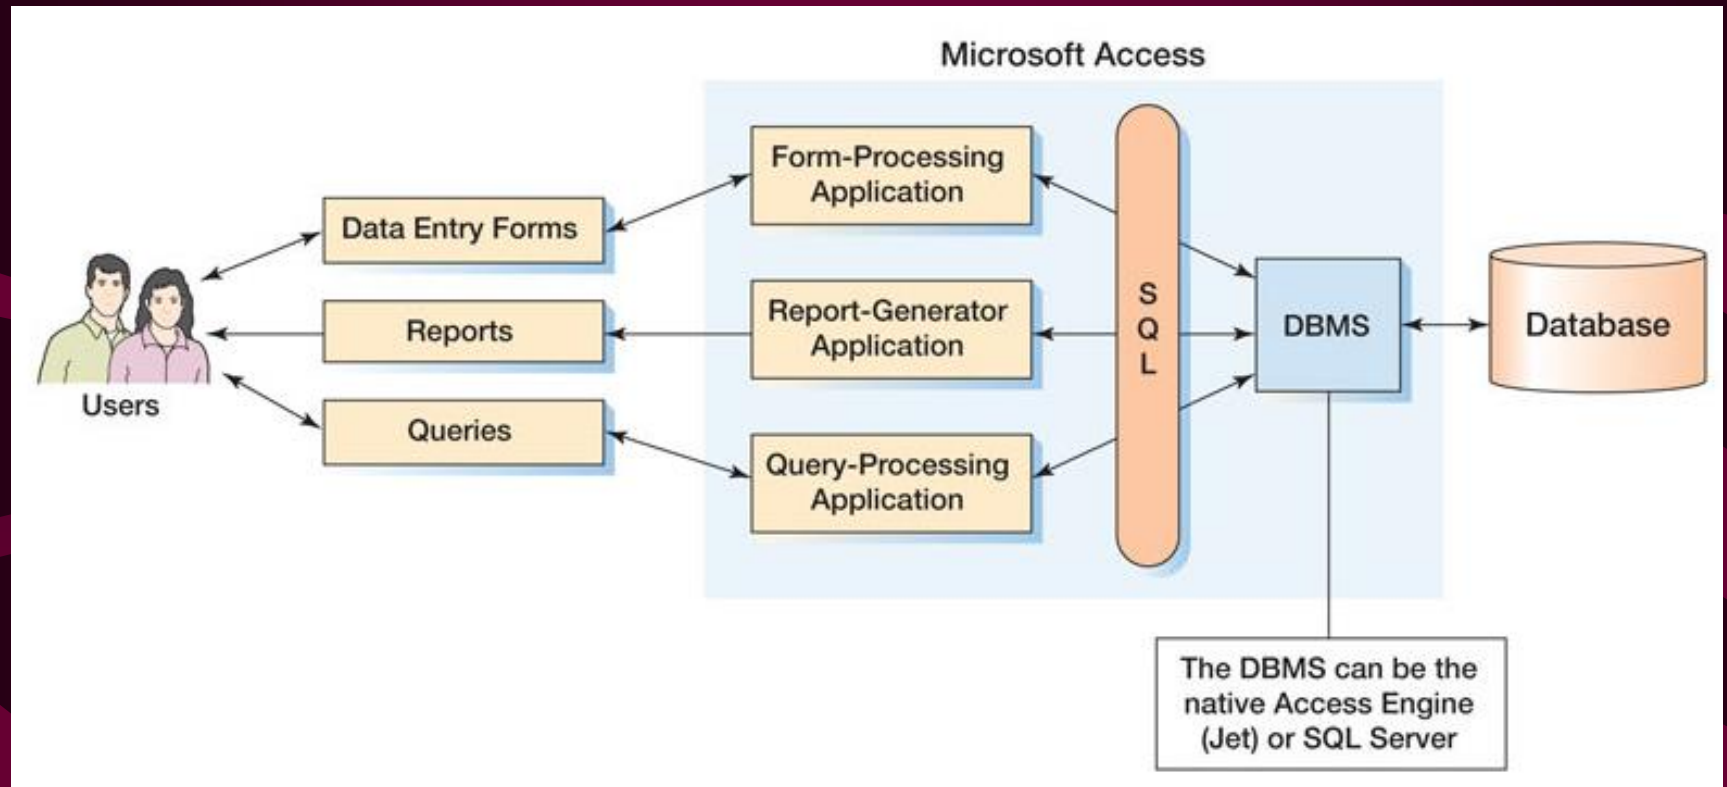 Microsoft Access
Form-Processing
Application
Data Entry Forms
Report-Generator
Application
Reports
Queries
Query-Processing
Application
Users
S
Q
L
DBMS
Database
The DBMS can be the
native Access Engine
(Jet) or SQL Server